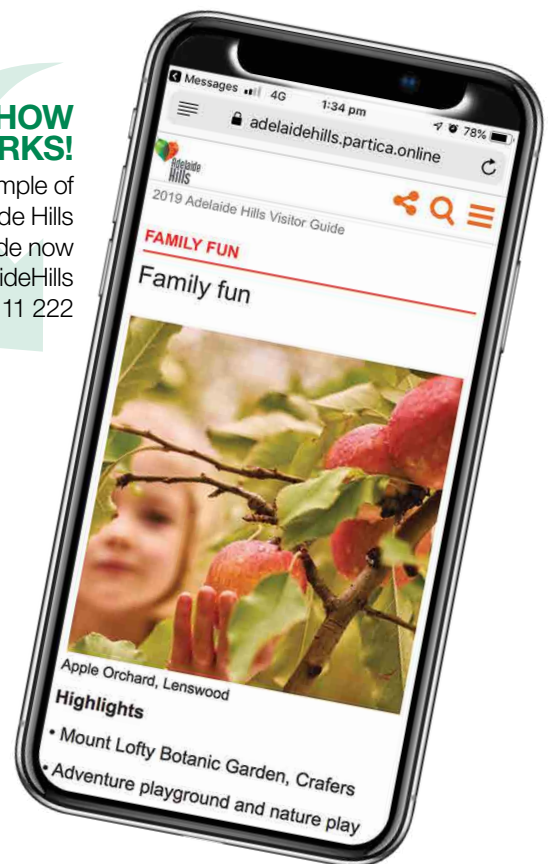 HOW
RKS!
mple of
de Hills
de now
ideHills
11 222
Messages 4G 1:34 pm 78%
adelaidehills.partica.online
Adelaide
Hills
2019 Adelaide Hills Visitor Guide
FAMILY FUN
Family fun
Apple Orchard, Lenswood
Highlights
• Mount Lofty Botanic Garden, Crafers
• Adventure playground and nature play